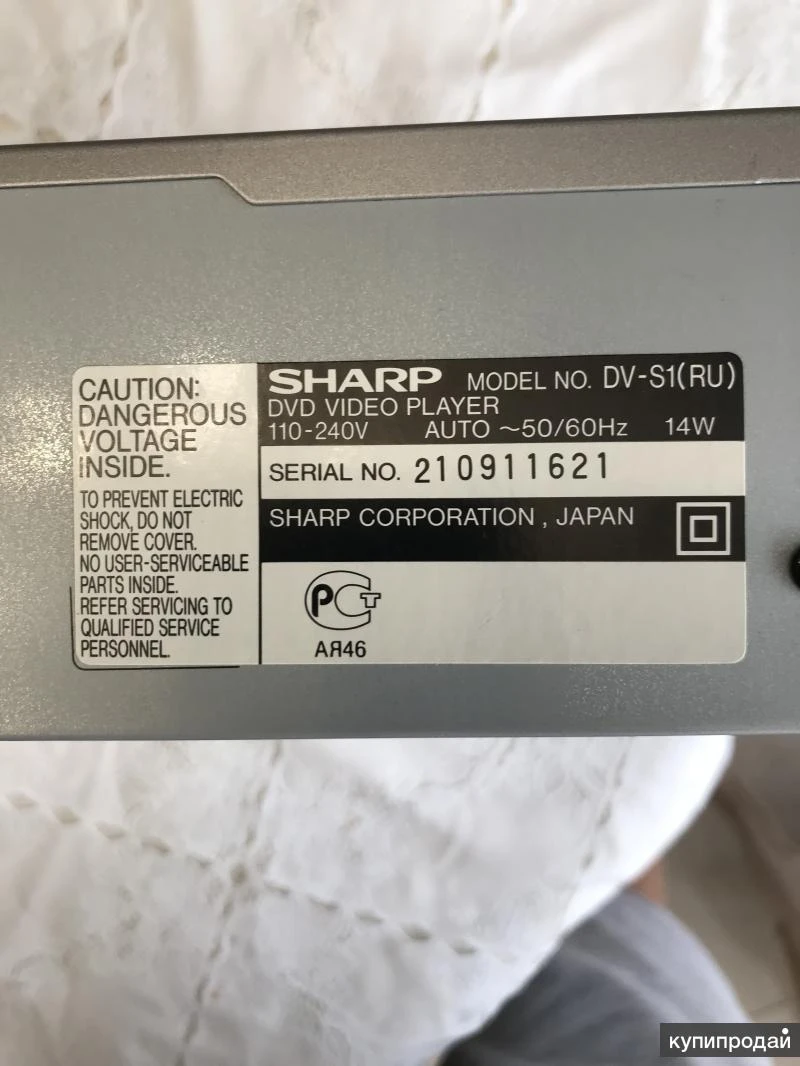 CAUTION:
DANGEROUS
VOLTAGE
INSIDE.
TO PREVENT ELECTRIC
SHOCK, DO NOT
REMOVE COVER.
NO USER-SERVICEABLE
PARTS INSIDE.
REFER SERVICING TO
QUALIFIED SERVICE
PERSONNEL.
SHARP MODEL NO. DV-S1(RU)
DVD VIDEO PLAYER
110-240V AUTO ~50/60Hz 14W
SERIAL NO. 210911621
SHARP CORPORATION, JAPAN
РСТ
АЯ46
купипродай